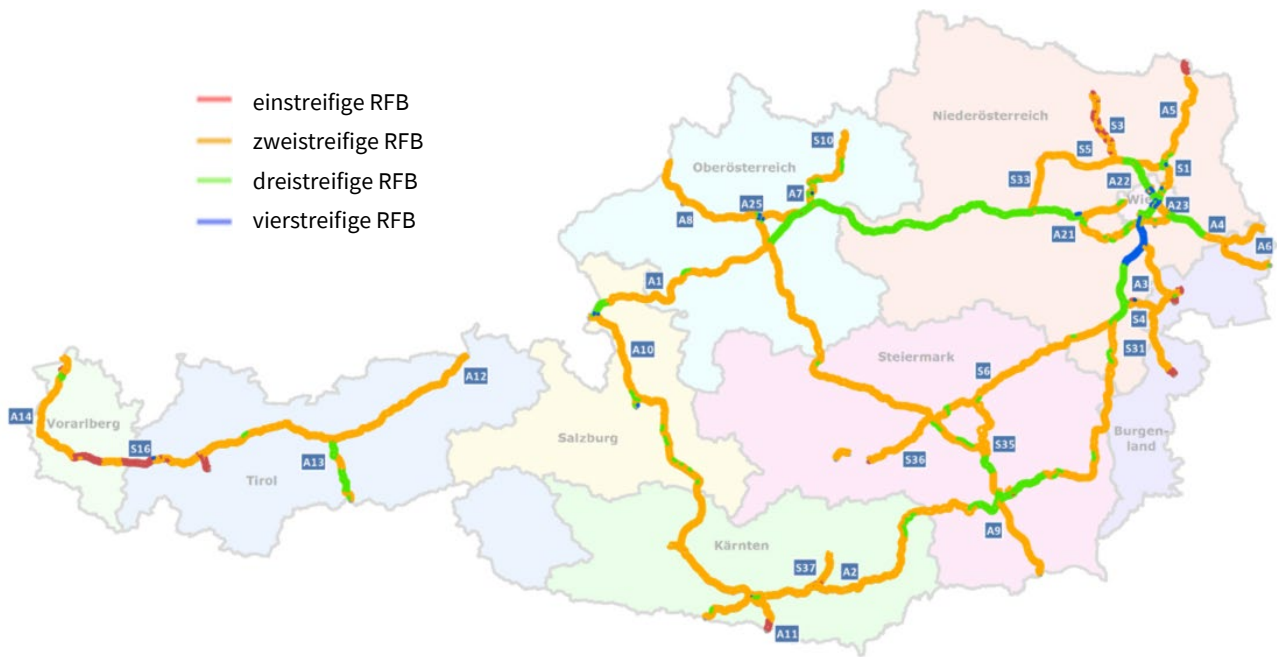 einstreifige RFB
zweistreifige RFB
dreistreifige RFB
vierstreifige RFB
Niederösterreich
A5
S3
S5
S10
Oberösterreich
S1
A22
S33
A7
A25
Wien
A23
A8
A21
A4
A6
A1
A3
S4
A10
S31
Steiermark
S6
A12
A14
Vorarlberg
Salzburg
Burgen-
land
S16
S35
A13
S36
Tirol
A9
Kärnten
S37
A2
A11